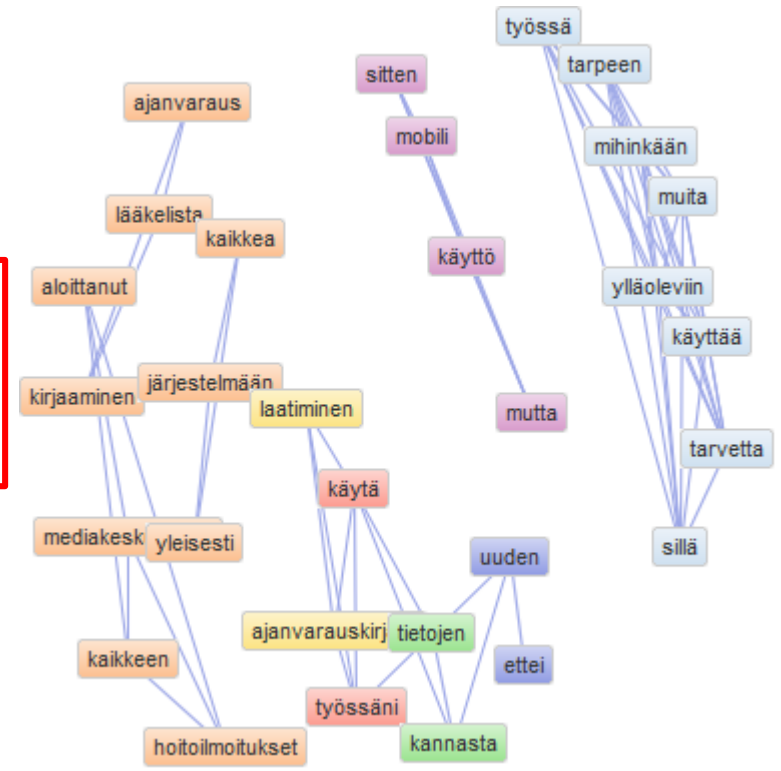 työssä
tarpeen
sitten
ajanvaraus
mobili
mihinkään
muita
lääkelista
kaikkea
käyttö
aloittanut
ylläoleviin
käyttää
järjestelmään
kirjaaminen
laatiminen
mutta
tarvetta
käytä
mediakesk
yleisesti
sillä
uuden
ajanvarauskirj
tietojen
kaikkeen
ettei
työssäni
hoitoilmoitukset
kannasta